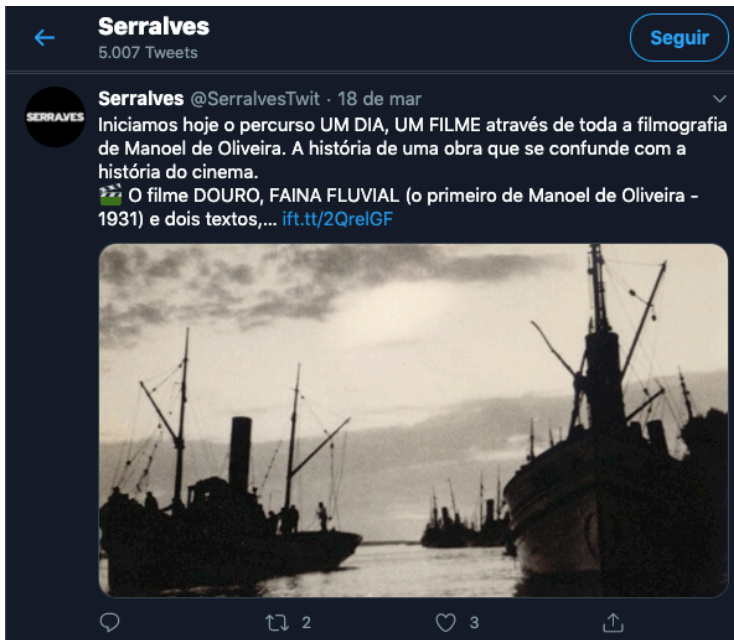 Serralves
5.007 Tweets
Seguir
SERRALVES
Serralves @SerralvesTwit · 18 de mar
Iniciamos hoje o percurso UM DIA, UM FILME através de toda a filmografia
de Manoel de Oliveira. A história de uma obra que se confunde com a
história do cinema.
🎬 O filme DOURO, FAINA FLUVIAL (o primeiro de Manoel de Oliveira -
1931) e dois textos,... ift.tt/2QrelGF
2
3